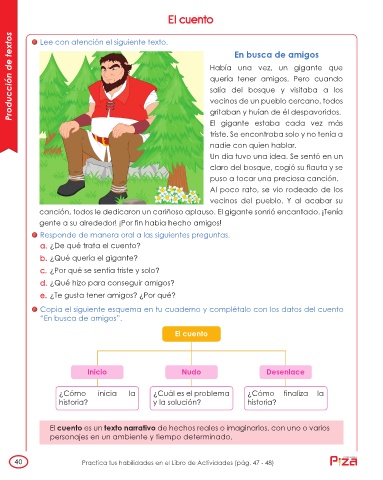 El cuento
Producción de textos
Lee con atención el siguiente texto.
En busca de amigos
Había una vez, un gigante que
quería tener amigos. Pero cuando
salía del bosque y visitaba a los
vecinos de un pueblo cercano, todos
gritaban y huían de él despavoridos.
El gigante estaba cada vez más
triste. Se encontraba solo y no tenía a
nadie con quien hablar.
Un día tuvo una idea. Se sentó en un
claro del bosque, cogió su flauta y se
puso a tocar una preciosa canción.
Al poco rato, se vio rodeado de los
vecinos del pueblo. Y al acabar su
canción, todos le dedicaron un cariñoso aplauso. El gigante sonrió encantado. ¡Tenía
gente a su alrededor! ¡Por fin había hecho amigos!
Responde de manera oral a las siguientes preguntas.
a. ¿De qué trata el cuento?
b. ¿Qué quería el gigante?
c. ¿Por qué se sentía triste y solo?
d. ¿Qué hizo para conseguir amigos?
e. ¿Te gusta tener amigos? ¿Por qué?
Copia el siguiente esquema en tu cuaderno y complétalo con los datos del cuento
“En busca de amigos”.
El cuento
Inicio Nudo Desenlace
¿Cómo inicia la historia?
¿Cuál es el problema y la solución?
¿Cómo finaliza la historia?
El cuento es un texto narrativo de hechos reales o imaginarios, con uno o varios
personajes en un ambiente y tiempo determinado.
40 Practica tus habilidades en el Libro de Actividades (pág. 47 - 48)